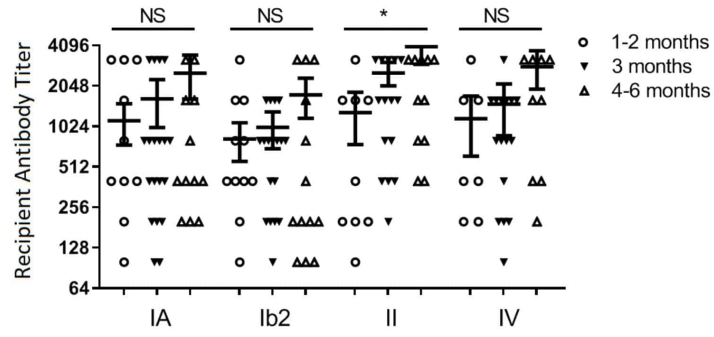 NS NS * NS
1-2 months
3 months
4-6 months
Recipient Antibody Titer
4096
2048
1024
512
256
128
64
IA Ib2 II IV